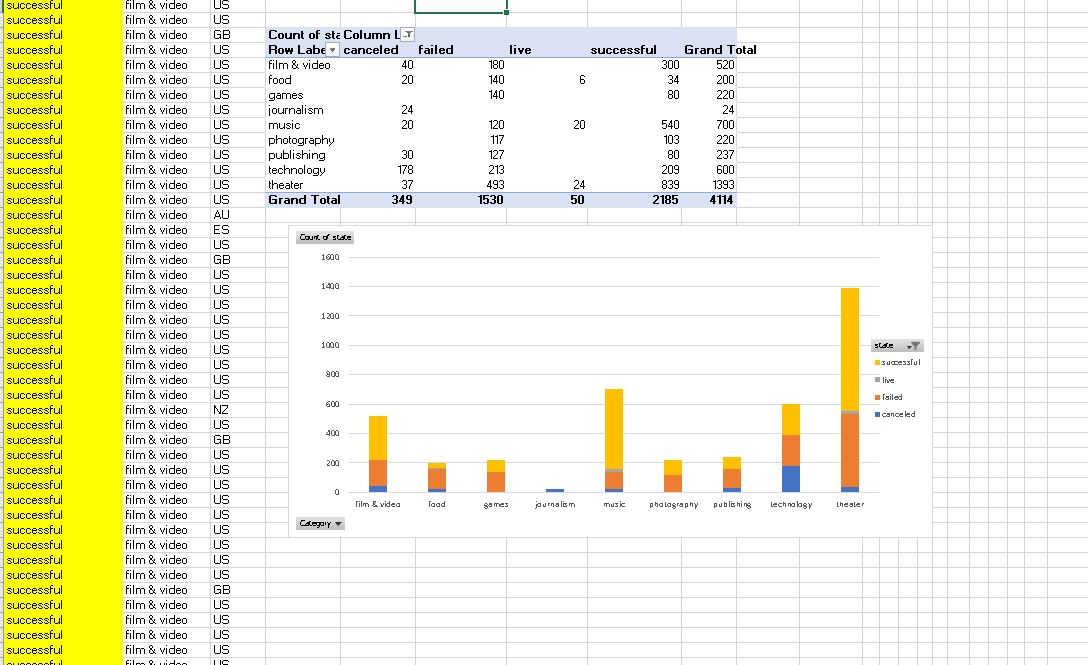 successful film & video US
successful film & video US
successful film & video GB Count of sta Column L
successful film & video US Row Labe canceled failed live successful Grand Total
successful film & video US film & video 40 180 300 520
successful film & video US food 20 140 6 34 200
successful film & video US games 140 80 220
successful film & video US journalism 24 24
successful film & video US music 20 120 20 540 700
successful film & video US photography 117 103 220
successful film & video US publishing 30 127 80 237
successful film & video US technology 178 213 209 600
successful film & video US theater 37 493 24 839 1393
successful film & video US Grand Total 349 1530 50 2185 4114
successful film & video AU
successful film & video ES
successful film & video US
successful film & video GB
successful film & video US
successful film & video US
successful film & video US
successful film & video US
successful film & video US
successful film & video US
successful film & video US
successful film & video US
successful film & video US
successful film & video NZ
successful film & video US
successful film & video GB
successful film & video US
successful film & video US
successful film & video US
successful film & video US
successful film & video US
successful film & video US
successful film & video US
successful film & video US
successful film & video US
successful film & video GB
successful film & video US
successful film & video US
successful film & video US
successful film & video US
successful film & video US
Count of state
1600
1400
1200
1000
800
600
400
200
0
film & video food games journalism music photography publishing technology theater
state
successful
live
failed
canceled
Category